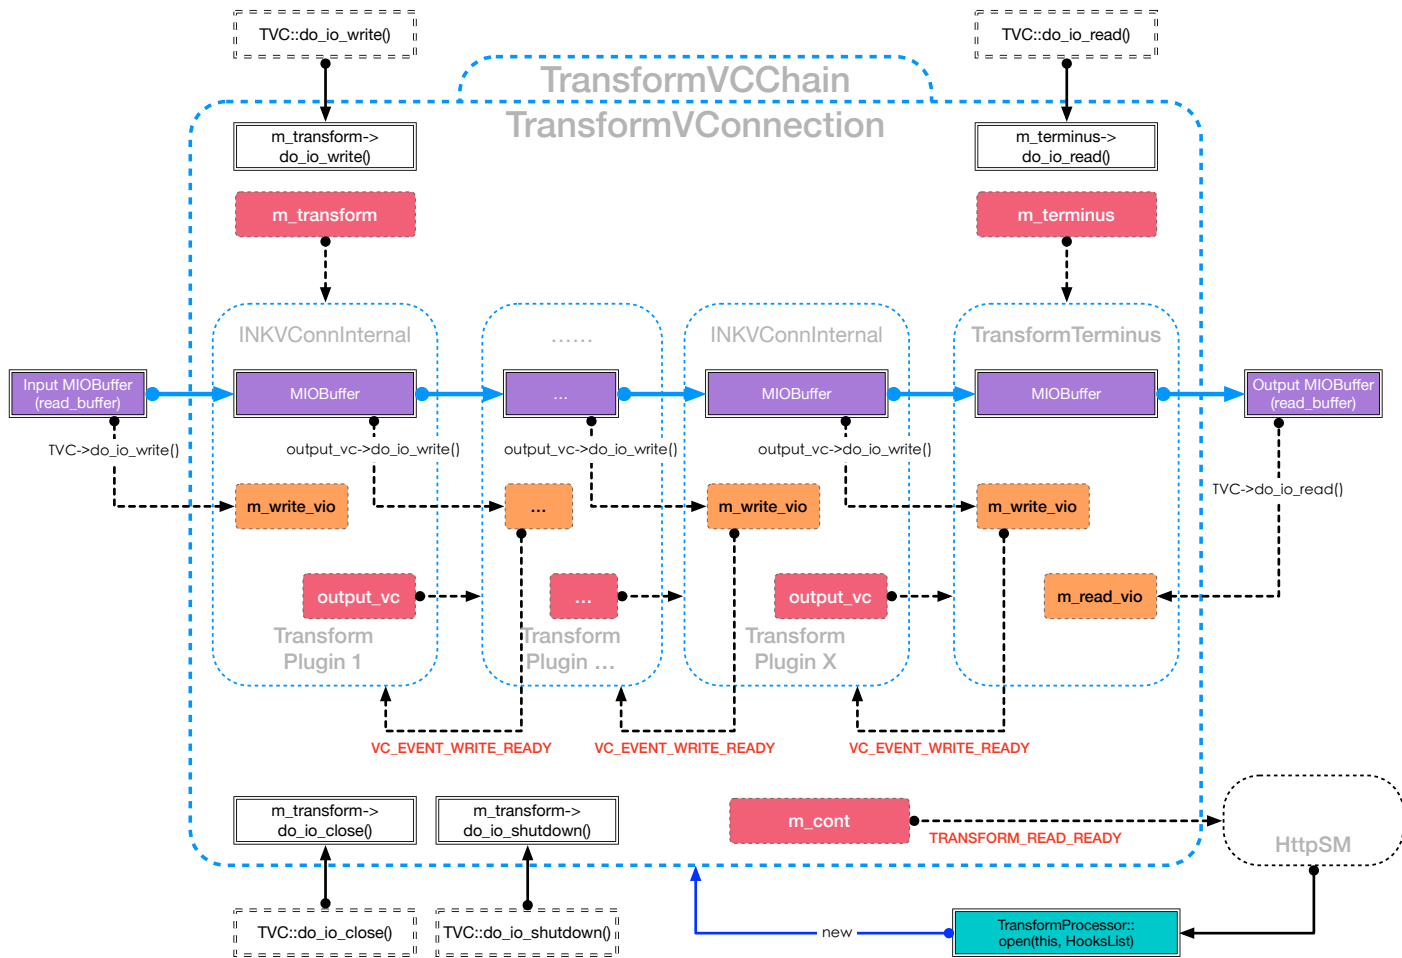 TVC::do_io_write()
TVC::do_io_read()
TransformVCChain
TransformVConnection
m_transform->
do_io_write()
m_terminus->
do_io_read()
m_transform
m_terminus
INKVConnInternal
......
INKVConnInternal
TransformTerminus
Input MIOBuffer
(read_buffer)
MIOBuffer
...
MIOBuffer
MIOBuffer
Output MIOBuffer
(read_buffer)
TVC->do_io_write()
output_vc->do_io_write()
output_vc->do_io_write()
output_vc->do_io_write()
TVC->do_io_read()
m_write_vio
...
m_write_vio
m_write_vio
output_vc
...
output_vc
m_read_vio
Transform
Plugin 1
Transform
Plugin ...
Transform
Plugin X
VC_EVENT_WRITE_READY
VC_EVENT_WRITE_READY
VC_EVENT_WRITE_READY
m_transform->
do_io_close()
m_transform->
do_io_shutdown()
m_cont
TRANSFORM_READ_READY
HttpSM
TVC::do_io_close()
TVC::do_io_shutdown()
new
TransformProcessor::
open(this, HooksList)